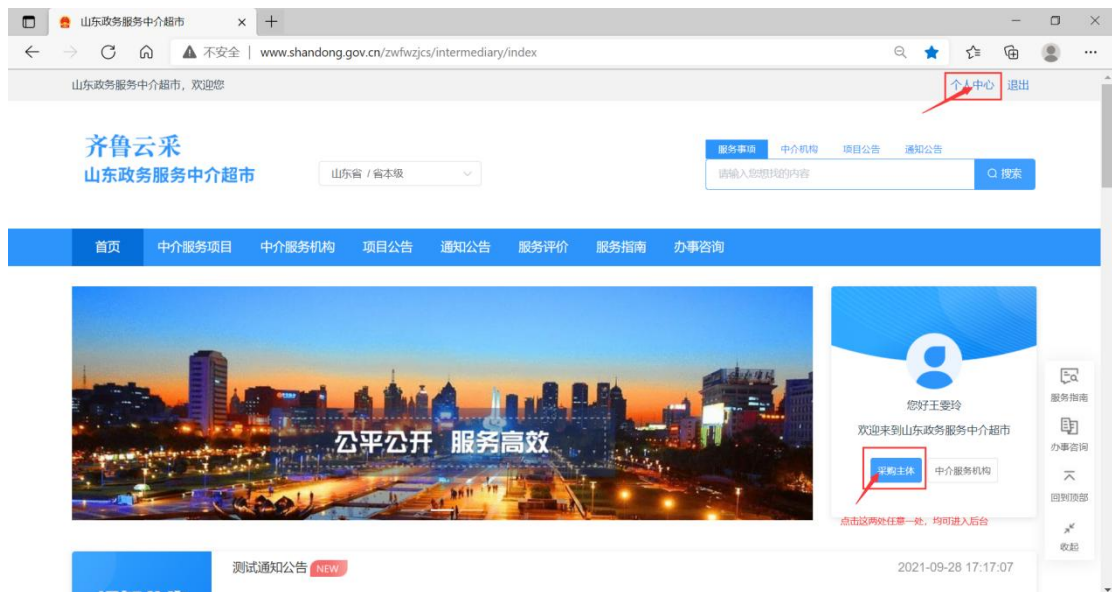 山东政务服务中介超市
不安全 | www.shandong.gov.cn/zwfwzjcs/intermediary/index
山东政务服务中介超市，欢迎您
个人中心 退出
齐鲁云采
山东政务服务中介超市
山东省 / 省本级
服务事项 中介机构 项目公告 通知公告
请输入您想找的内容
搜索
首页 中介服务项目 中介服务机构 项目公告 通知公告 服务评价 服务指南 办事咨询
公平公开 服务高效
您好王雯玲
欢迎来到山东政务服务中介超市
采购主体 中介服务机构
点击这两处任意一处，均可进入后台
服务指南
办事咨询
回到顶部
收起
测试通知公告 NEW 2021-09-28 17:17:07